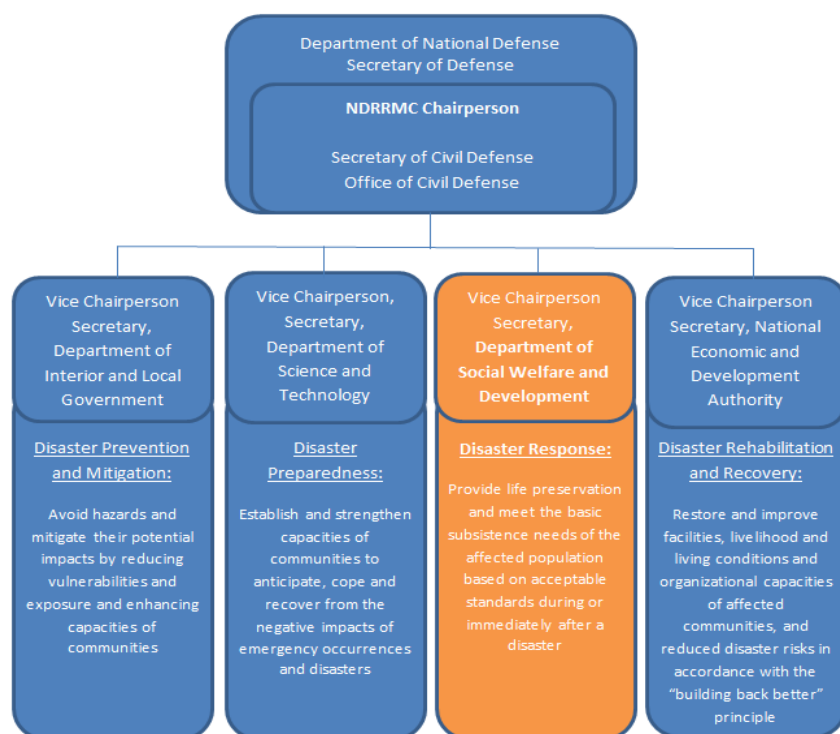 Department of National Defense
Secretary of Defense
NDRRMC Chairperson
Secretary of Civil Defense
Office of Civil Defense
Vice Chairperson
Secretary,
Department of
Interior and Local
Government
Disaster Prevention
and Mitigation:
Avoid hazards and
mitigate their potential
impacts by reducing
vulnerabilities and
exposure and enhancing
capacities of
communities
Vice Chairperson,
Secretary,
Department of
Science and
Technology
Disaster
Preparedness:
Establish and strengthen
capacities of
communities to
anticipate, cope and
recover from the
negative impacts of
emergency occurrences
and disasters
Vice Chairperson
Secretary,
Department of
Social Welfare and
Development
Disaster Response:
Provide life preservation
and meet the basic
subsistence needs of the
affected population
based on acceptable
standards during or
immediately after a
disaster
Vice Chairperson
Secretary, National
Economic and
Development
Authority
Disaster Rehabilitation
and Recovery:
Restore and improve
facilities, livelihood and
living conditions and
organizational capacities
of affected
communities, and
reduced disaster risks in
accordance with the
“building back better”
principle